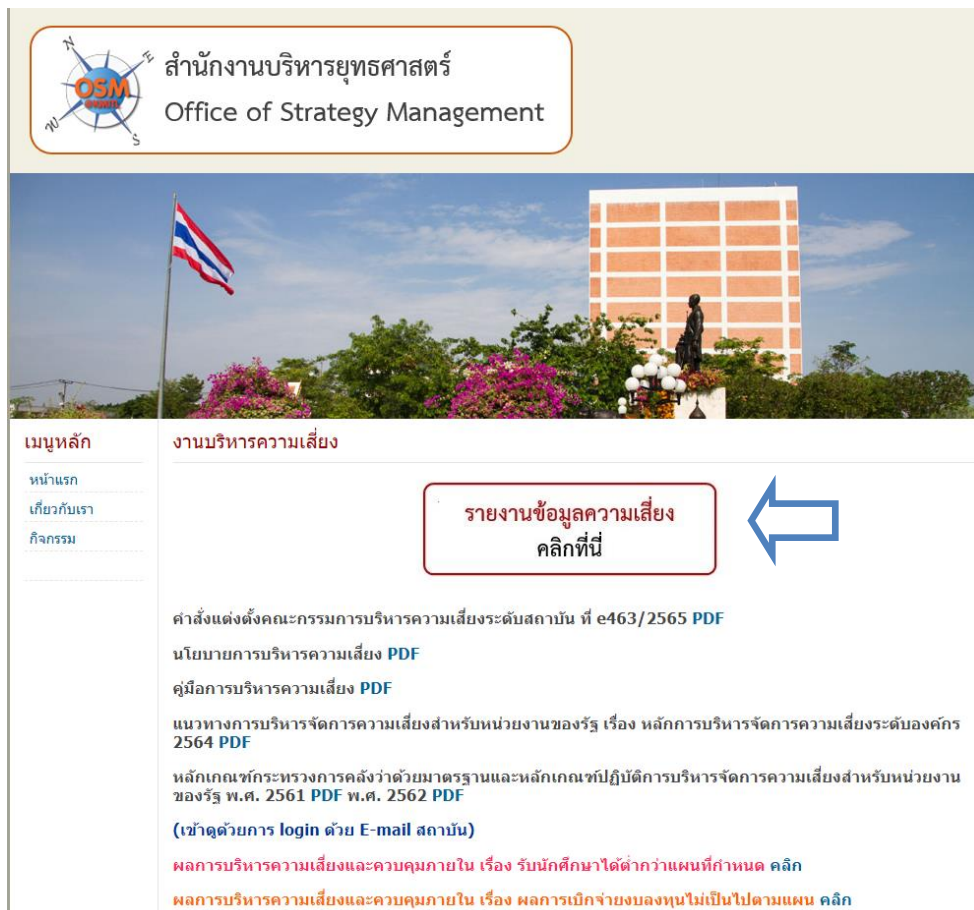 N
E
OSM
W
S
สำนักงานบริหารยุทธศาสตร์
Office of Strategy Management
เมนูหลัก
หน้าแรก
เกี่ยวกับเรา
กิจกรรม
งานบริหารความเสี่ยง
รายงานข้อมูลความเสี่ยง
คลิกที่นี่
คำสั่งแต่งตั้งคณะกรรมการบริหารความเสี่ยงระดับสถาบัน ที่ e463/2565 PDF
นโยบายการบริหารความเสี่ยง PDF
คู่มือการบริหารความเสี่ยง PDF
แนวทางการบริหารจัดการความเสี่ยงสำหรับหน่วยงานของรัฐ เรื่อง หลักการบริหารจัดการความเสี่ยงระดับองค์กร
2564 PDF
หลักเกณฑ์กระทรวงการคลังว่าด้วยมาตรฐานและหลักเกณฑ์ปฏิบัติการบริหารจัดการความเสี่ยงสำหรับหน่วยงาน
ของรัฐ พ.ศ. 2561 PDF พ.ศ. 2562 PDF
(เข้าดูด้วยการ login ด้วย E-mail สถาบัน)
ผลการบริหารความเสี่ยงและควบคุมภายใน เรื่อง รับนักศึกษาได้ต่ำกว่าแผนที่กำหนด คลิก
ผลการบริหารความเสี่ยงและควบคุมภายใน เรื่อง ผลการเบิกจ่ายงบลงทุนไม่เป็นไปตามแผน คลิก